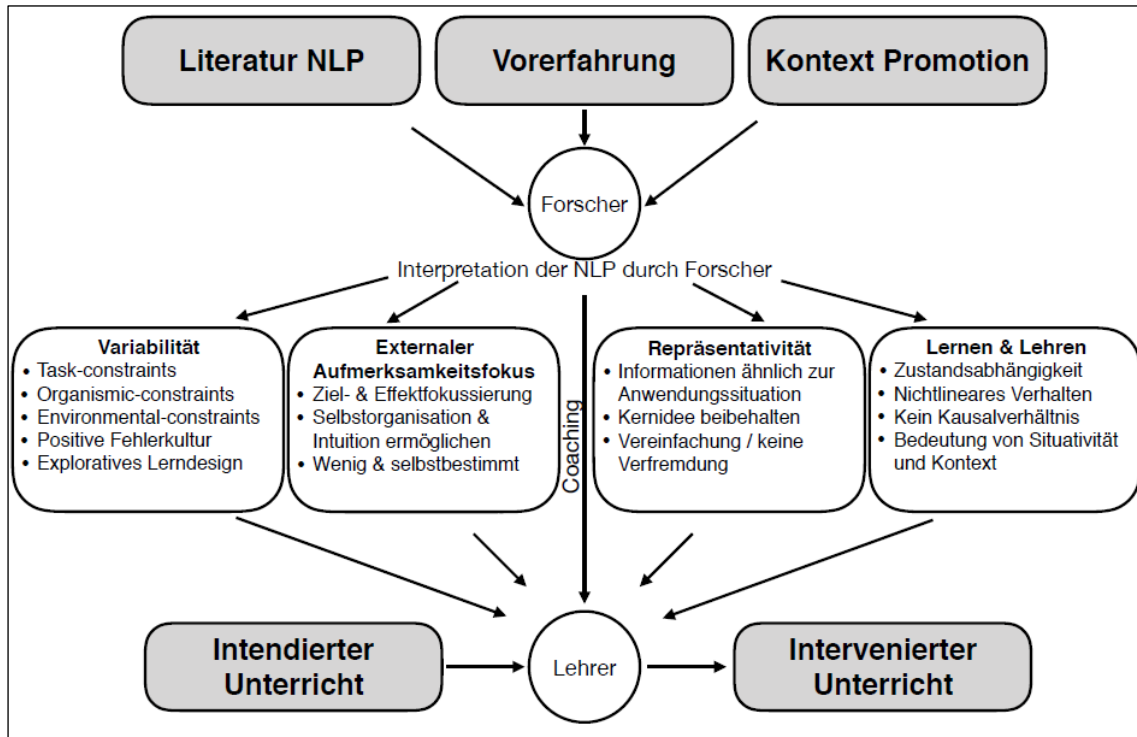 Literatur NLP
Vorerfahrung
Kontext Promotion
Forscher
Interpretation der NLP durch Forscher
Variabilität
• Task-constraints
• Organismic-constraints
• Environmental-constraints
• Positive Fehlerkultur
• Exploratives Lerndesign
Externaler
Aufmerksamkeitsfokus
• Ziel- & Effektfokussierung
• Selbstorganisation &
Intuition ermöglichen
• Wenig & selbstbestimmt
Coaching
Repräsentativität
• Informationen ähnlich zur
Anwendungssituation
• Kernidee beibehalten
• Vereinfachung / keine
Verfremdung
Lernen & Lehren
• Zustandsabhängigkeit
• Nichtlineares Verhalten
• Kein Kausalverhältnis
• Bedeutung von Situativität
und Kontext
Intendierter
Unterricht
Lehrer
Intervenierter
Unterricht